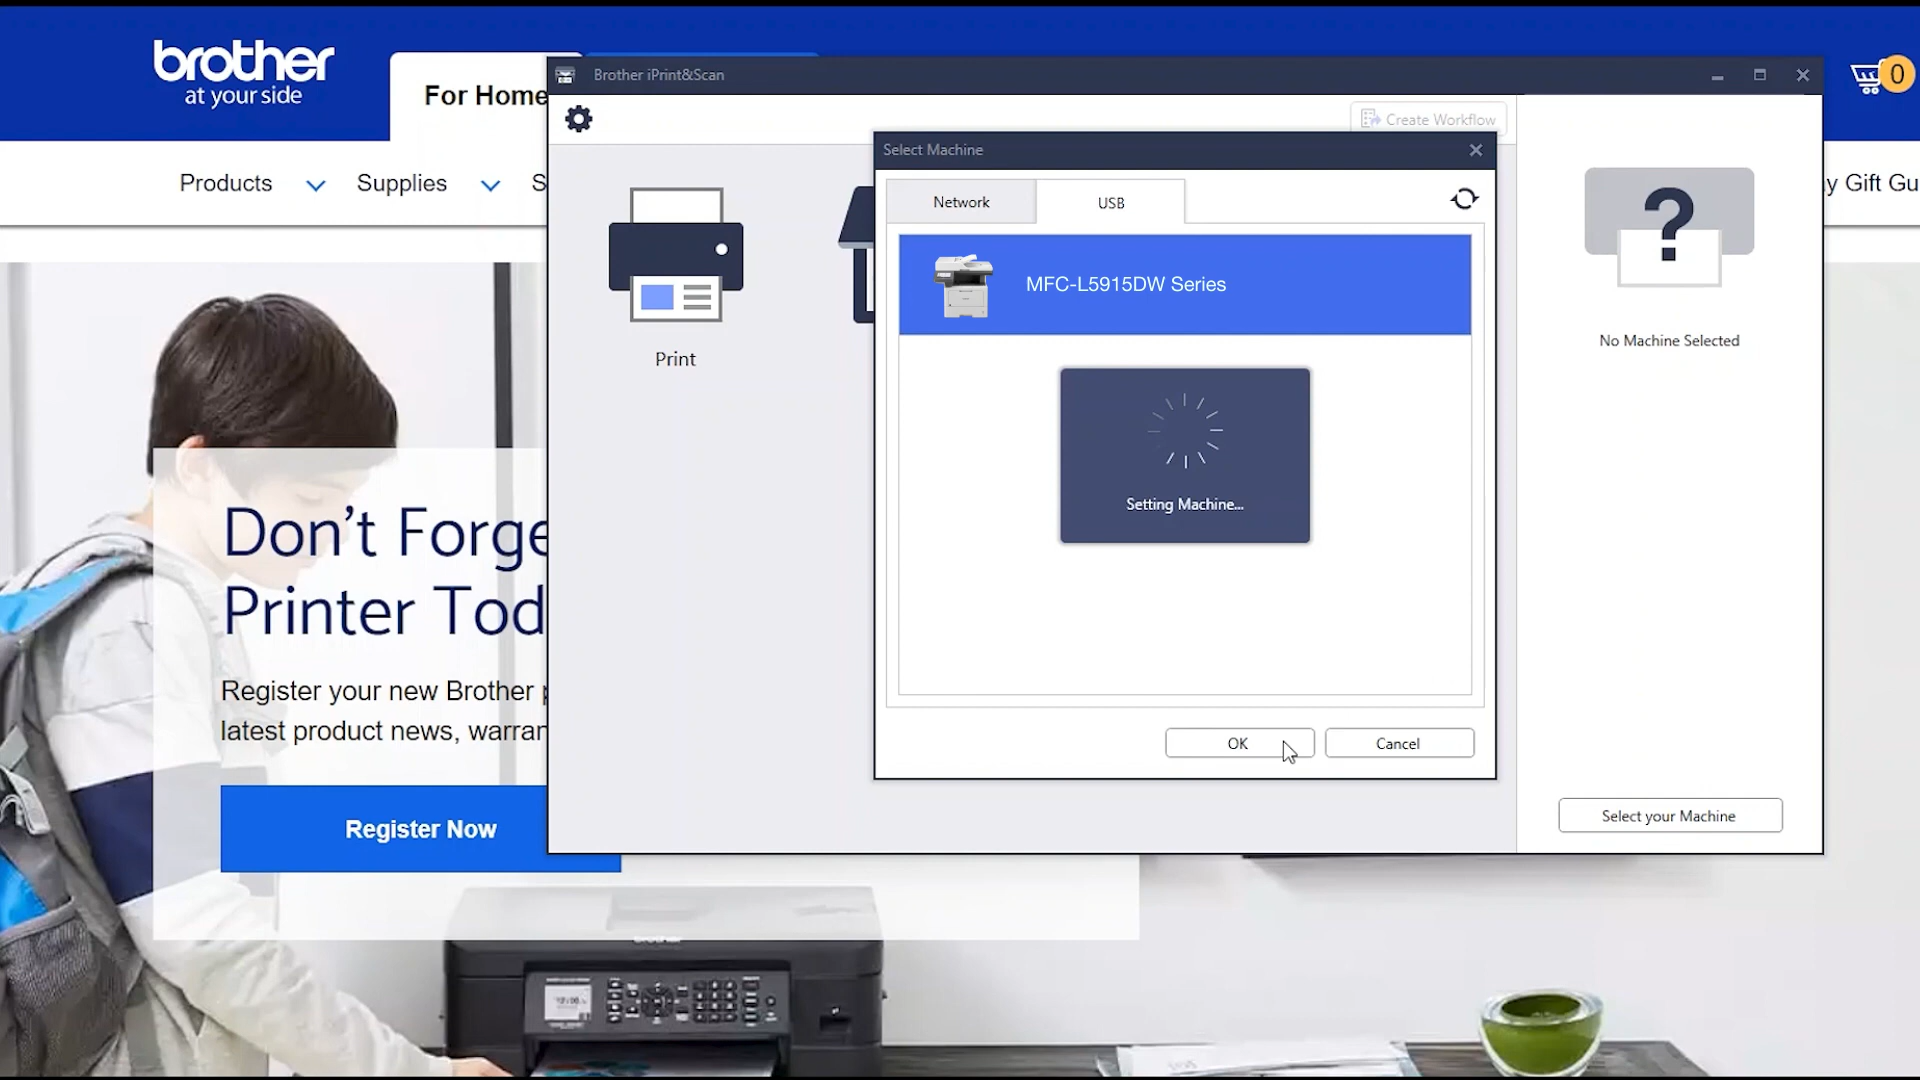 brother
at your side
For Home
Products
Supplies
S
y Gift Gu
0
Brother iPrint&Scan
Create Workflow
Print
Select Machine
Network
USB
MFC-L5915DW Series
Setting Machine...
OK
Cancel
No Machine Selected
Select your Machine
Don't Forge
Printer Tod
Register your new Brother p
latest product news, warran
Register Now
brother